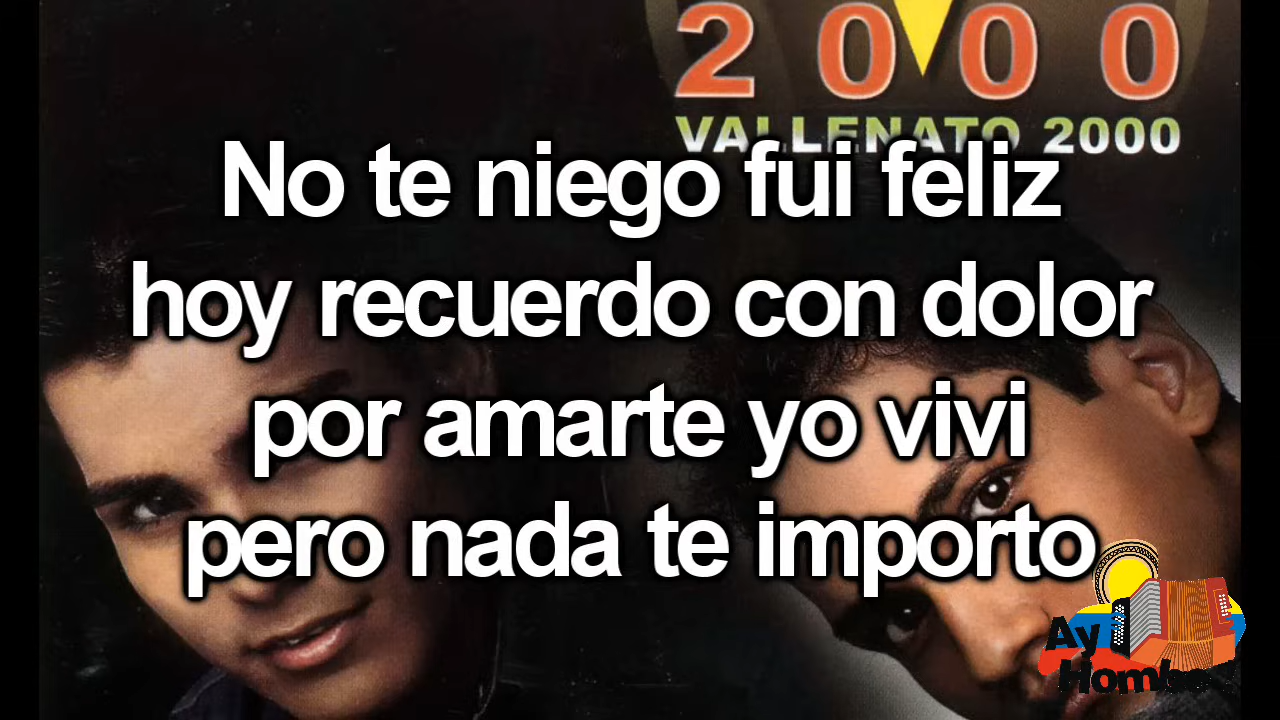 2000
VALLENATO 2000
No te niego fui feliz
hoy recuerdo con dolor
por amarte yo vivi
pero nada te importo
Ay
Hombe